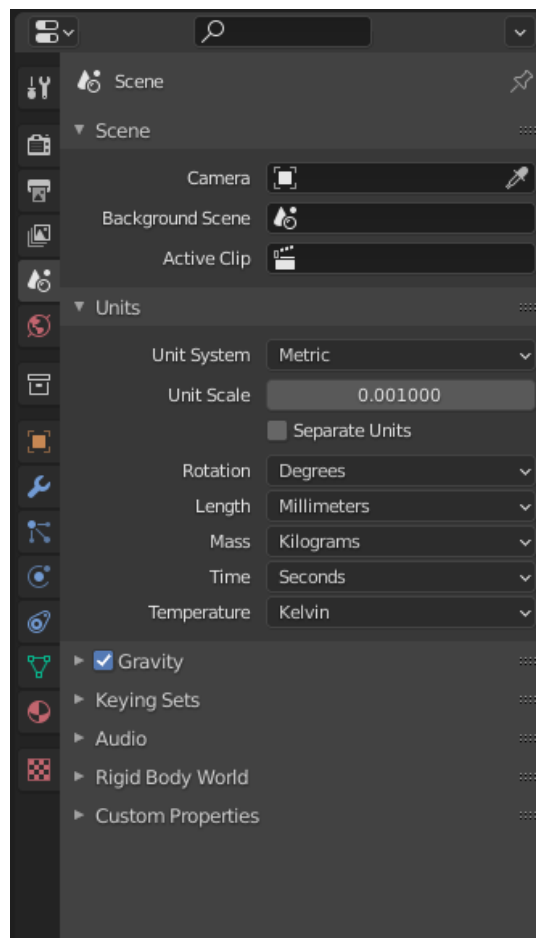 Scene
Scene
Camera
Background Scene
Active Clip
Units
Unit System Metric
Unit Scale 0.001000
Separate Units
Rotation Degrees
Length Millimeters
Mass Kilograms
Time Seconds
Temperature Kelvin
Gravity
Keying Sets
Audio
Rigid Body World
Custom Properties